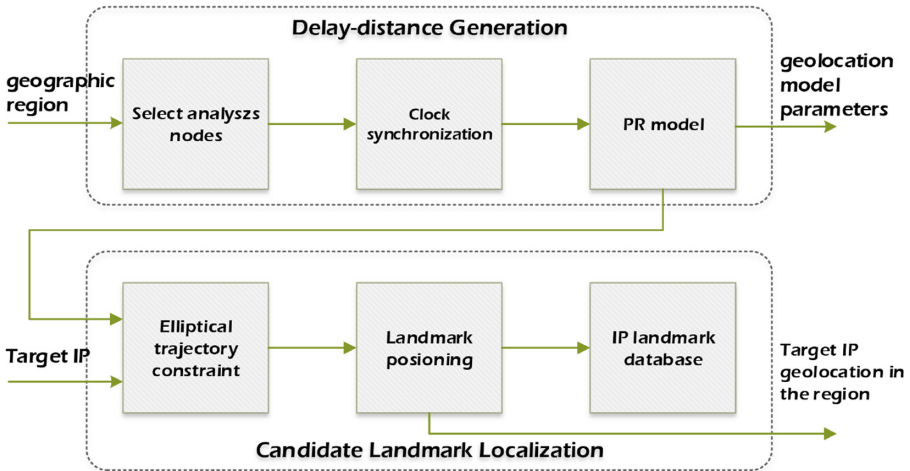 Delay-distance Generation
geographic
region
Select analyszs
nodes
Clock
synchronization
PR model
geolocation
model
parameters
Target IP
Elliptical
trajectory
constraint
Landmark
posioning
IP landmark
database
Target IP
geolocation in
the region
Candidate Landmark Localization